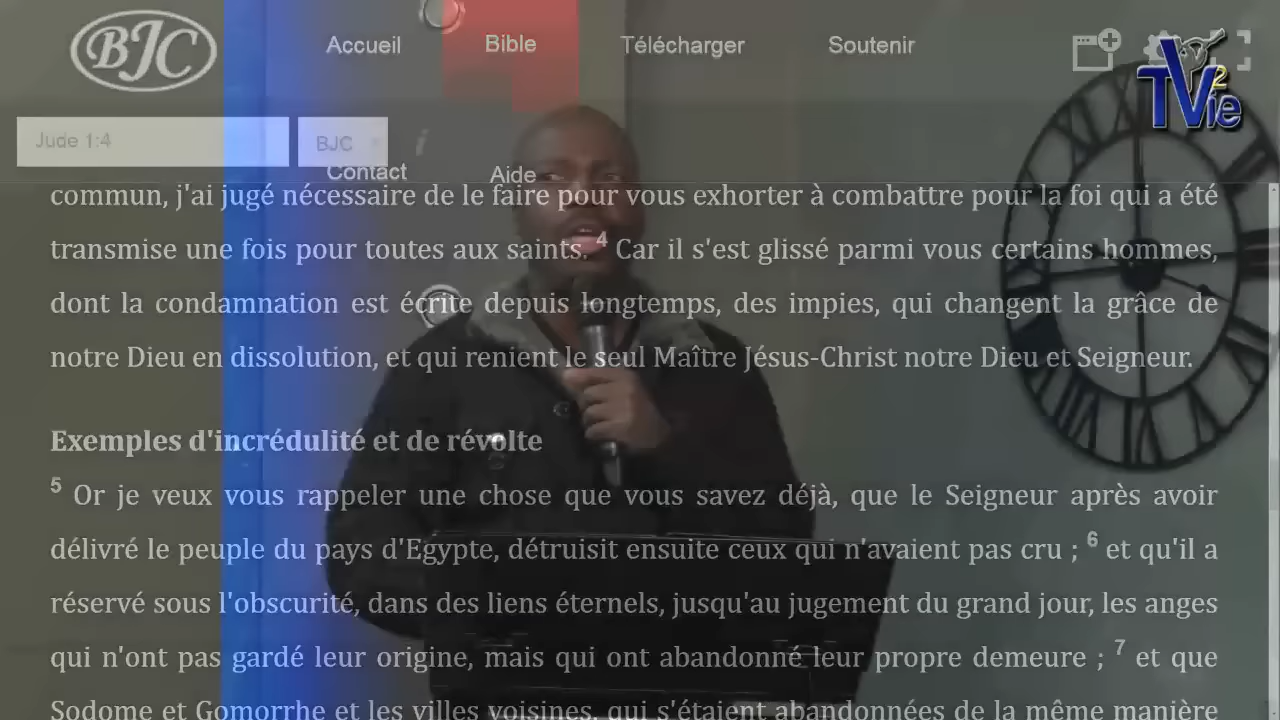 BJC
Accueil
Bible
Télécharger
Soutenir
TV2Vie
Jude 1:4
BJC
i
Contact
Aide
commun, j'ai jugé nécessaire de le faire pour vous exhorter à combattre pour la foi qui a été
transmise une fois pour toutes aux saints. 4 Car il s'est glissé parmi vous certains hommes,
dont la condamnation est écrite depuis longtemps, des impies, qui changent la grâce de
notre Dieu en dissolution, et qui renient le seul Maître Jésus-Christ notre Dieu et Seigneur.
Exemples d'incrédulité et de révolte
5 Or je veux vous rappeler une chose que vous savez déjà, que le Seigneur après avoir
délivré le peuple du pays d'Egypte, détruisit ensuite ceux qui n'avaient pas cru ; 6 et qu'il a
réservé sous l'obscurité, dans des liens éternels, jusqu'au jugement du grand jour, les anges
qui n'ont pas gardé leur origine, mais qui ont abandonné leur propre demeure ; 7 et que
Sodome et Gomorrhe et les villes voisines, qui s'étaient abandonnées de la même manière